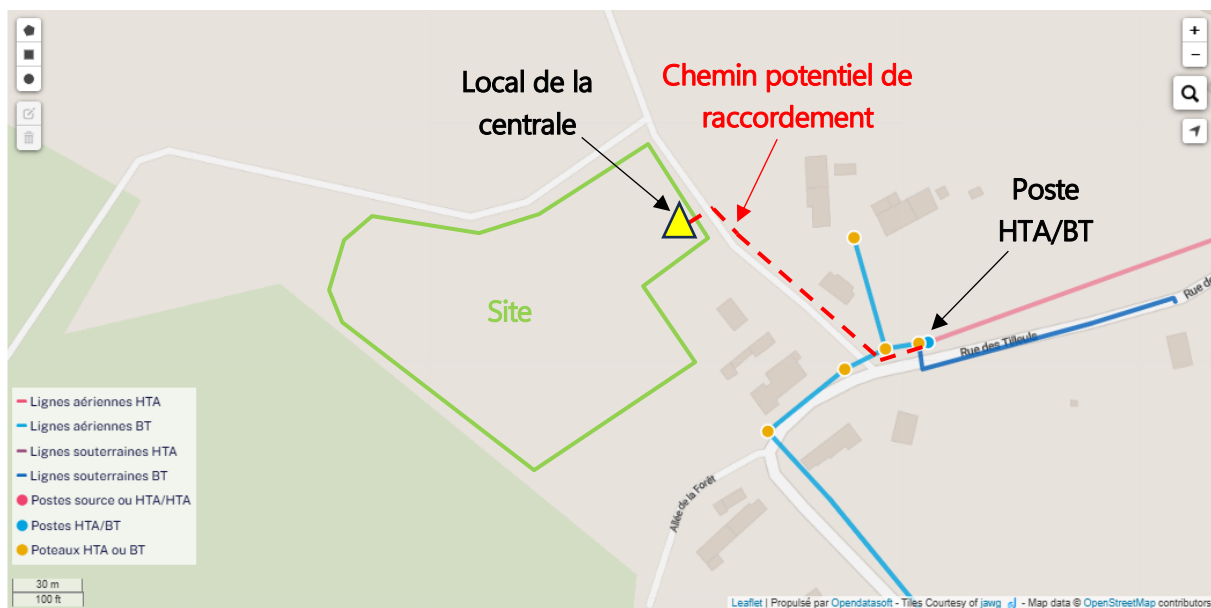 Local de la
centrale
Chemin potentiel de
raccordement
Poste
HTA/BT
+
−
Site
Rue des Tilleuls
Rue de
Allée de la Forêt
Lignes aériennes HTA
Lignes aériennes BT
Lignes souterraines HTA
Lignes souterraines BT
Postes source ou HTA/HTA
Postes HTA/BT
Poteaux HTA ou BT
30 m
100 ft
Leaflet | Propulsé par Opendatasoft - Tiles Courtesy of jawg - Map data © OpenStreetMap contributors